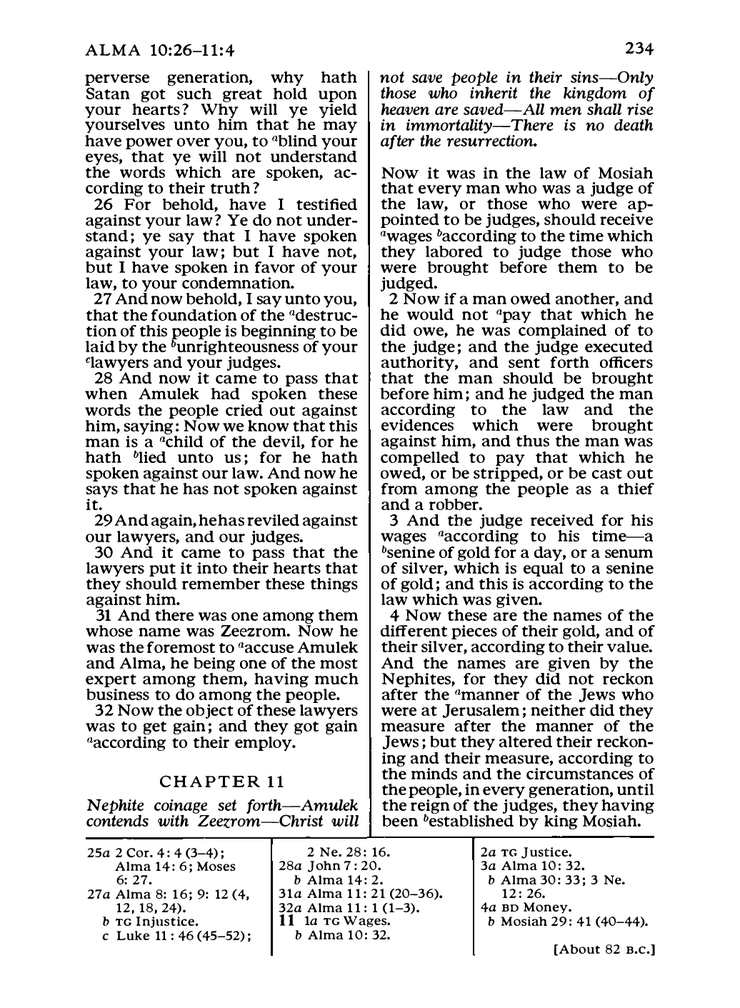 ALMA 10:26–11:4
234
perverse generation, why hath
Satan got such great hold upon
your hearts? Why will ye yield
yourselves unto him that he may
have power over you, to ᵃblind your
eyes, that ye will not understand
the words which are spoken, ac-
cording to their truth?
26 For behold, have I testified
against your law? Ye do not under-
stand; ye say that I have spoken
against your law; but I have not,
but I have spoken in favor of your
law, to your condemnation.
27 And now behold, I say unto you,
that the foundation of the ᵃdestruc-
tion of this people is beginning to be
laid by the ᵇunrighteousness of your
ᶜlawyers and your judges.
28 And now it came to pass that
when Amulek had spoken these
words the people cried out against
him, saying: Now we know that this
man is a ᵃchild of the devil, for he
hath ᵇlied unto us; for he hath
spoken against our law. And now he
says that he has not spoken against
it.
29 And again, he has reviled against
our lawyers, and our judges.
30 And it came to pass that the
lawyers put it into their hearts that
they should remember these things
against him.
31 And there was one among them
whose name was Zeezrom. Now he
was the foremost to ᵃaccuse Amulek
and Alma, he being one of the most
expert among them, having much
business to do among the people.
32 Now the object of these lawyers
was to get gain; and they got gain
ᵃaccording to their employ.
CHAPTER 11
Nephite coinage set forth—Amulek
contends with Zeezrom—Christ will
not save people in their sins—Only
those who inherit the kingdom of
heaven are saved—All men shall rise
in immortality—There is no death
after the resurrection.
Now it was in the law of Mosiah
that every man who was a judge of
the law, or those who were ap-
pointed to be judges, should receive
ᵃwages ᵇaccording to the time which
they labored to judge those who
were brought before them to be
judged.
2 Now if a man owed another, and
he would not ᵃpay that which he
did owe, he was complained of to
the judge; and the judge executed
authority, and sent forth officers
that the man should be brought
before him; and he judged the man
according to the law and the
evidences which were brought
against him, and thus the man was
compelled to pay that which he
owed, or be stripped, or be cast out
from among the people as a thief
and a robber.
3 And the judge received for his
wages ᵃaccording to his time—a
ᵇsenine of gold for a day, or a senum
of silver, which is equal to a senine
of gold; and this is according to the
law which was given.
4 Now these are the names of the
different pieces of their gold, and of
their silver, according to their value.
And the names are given by the
Nephites, for they did not reckon
after the ᵃmanner of the Jews who
were at Jerusalem; neither did they
measure after the manner of the
Jews; but they altered their reckon-
ing and their measure, according to
the minds and the circumstances of
the people, in every generation, until
the reign of the judges, they having
been ᵇestablished by king Mosiah.
25a 2 Cor. 4: 4 (3–4);
Alma 14: 6; Moses
6: 27.
27a Alma 8: 16; 9: 12 (4,
12, 18, 24).
b TG Injustice.
c Luke 11: 46 (45–52);
2 Ne. 28: 16.
28a John 7: 20.
b Alma 14: 2.
31a Alma 11: 21 (20–36).
32a Alma 11: 1 (1–3).
11 1a TG Wages.
b Alma 10: 32.
2a TG Justice.
3a Alma 10: 32.
b Alma 30: 33; 3 Ne.
12: 26.
4a BD Money.
b Mosiah 29: 41 (40–44).
[About 82 B.C.]